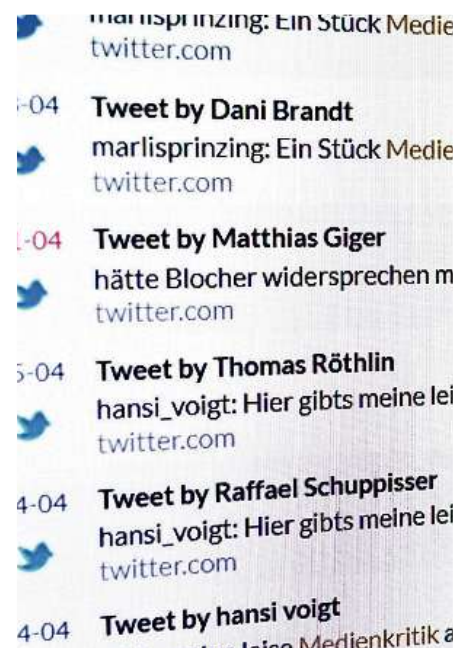 marlisprinzing: Ein Stück Medie
twitter.com
-04 Tweet by Dani Brandt
marlisprinzing: Ein Stück Medie
twitter.com
-04 Tweet by Matthias Giger
hätte Blocher widersprechen m
twitter.com
5-04 Tweet by Thomas Röthlin
hansi_voigt: Hier gibts meine lei
twitter.com
4-04 Tweet by Raffael Schuppisser
hansi_voigt: Hier gibts meine lei
twitter.com
4-04 Tweet by hansi voigt
leise Medienkritik a